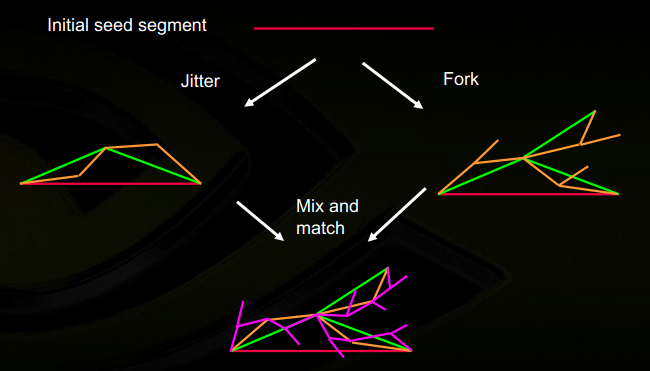 Initial seed segment
Jitter
Fork
Mix and
match